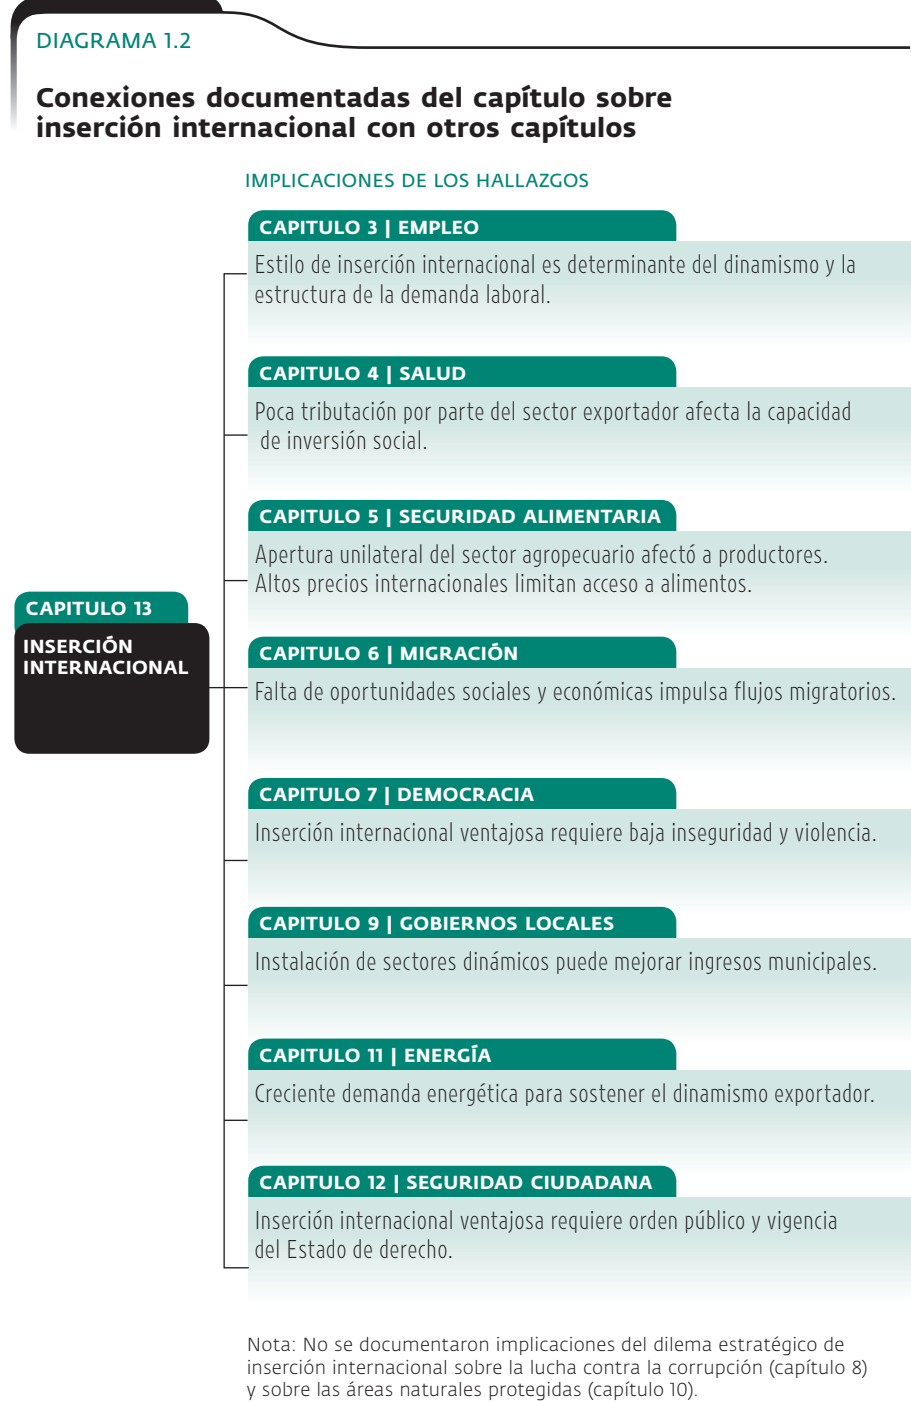 DIAGRAMA 1.2
Conexiones documentadas del capítulo sobre
inserción internacional con otros capítulos
IMPLICACIONES DE LOS HALLAZGOS
CAPITULO 3 | EMPLEO
Estilo de inserción internacional es determinante del dinamismo y la
estructura de la demanda laboral.
CAPITULO 4 | SALUD
Poca tributación por parte del sector exportador afecta la capacidad
de inversión social.
CAPITULO 5 | SEGURIDAD ALIMENTARIA
Apertura unilateral del sector agropecuario afectó a productores.
Altos precios internacionales limitan acceso a alimentos.
CAPITULO 13
INSERCIÓN
INTERNACIONAL
CAPITULO 6 | MIGRACIÓN
Falta de oportunidades sociales y económicas impulsa flujos migratorios.
CAPITULO 7 | DEMOCRACIA
Inserción internacional ventajosa requiere baja inseguridad y violencia.
CAPITULO 9 | GOBIERNOS LOCALES
Instalación de sectores dinámicos puede mejorar ingresos municipales.
CAPITULO 11 | ENERGÍA
Creciente demanda energética para sostener el dinamismo exportador.
CAPITULO 12 | SEGURIDAD CIUDADANA
Inserción internacional ventajosa requiere orden público y vigencia
del Estado de derecho.
Nota: No se documentaron implicaciones del dilema estratégico de
inserción internacional sobre la lucha contra la corrupción (capítulo 8)
y sobre las áreas naturales protegidas (capítulo 10).